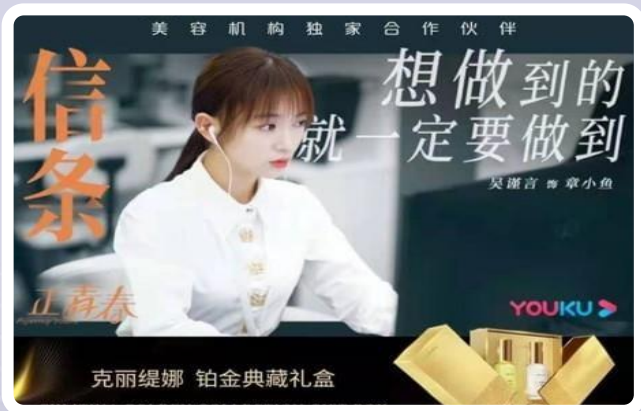 美容机构独家合作伙伴
信条
想做到的
就一定要做到
吴谨言 饰 章小鱼
正青春
YOUKU
克丽缇娜 铂金典藏礼盒